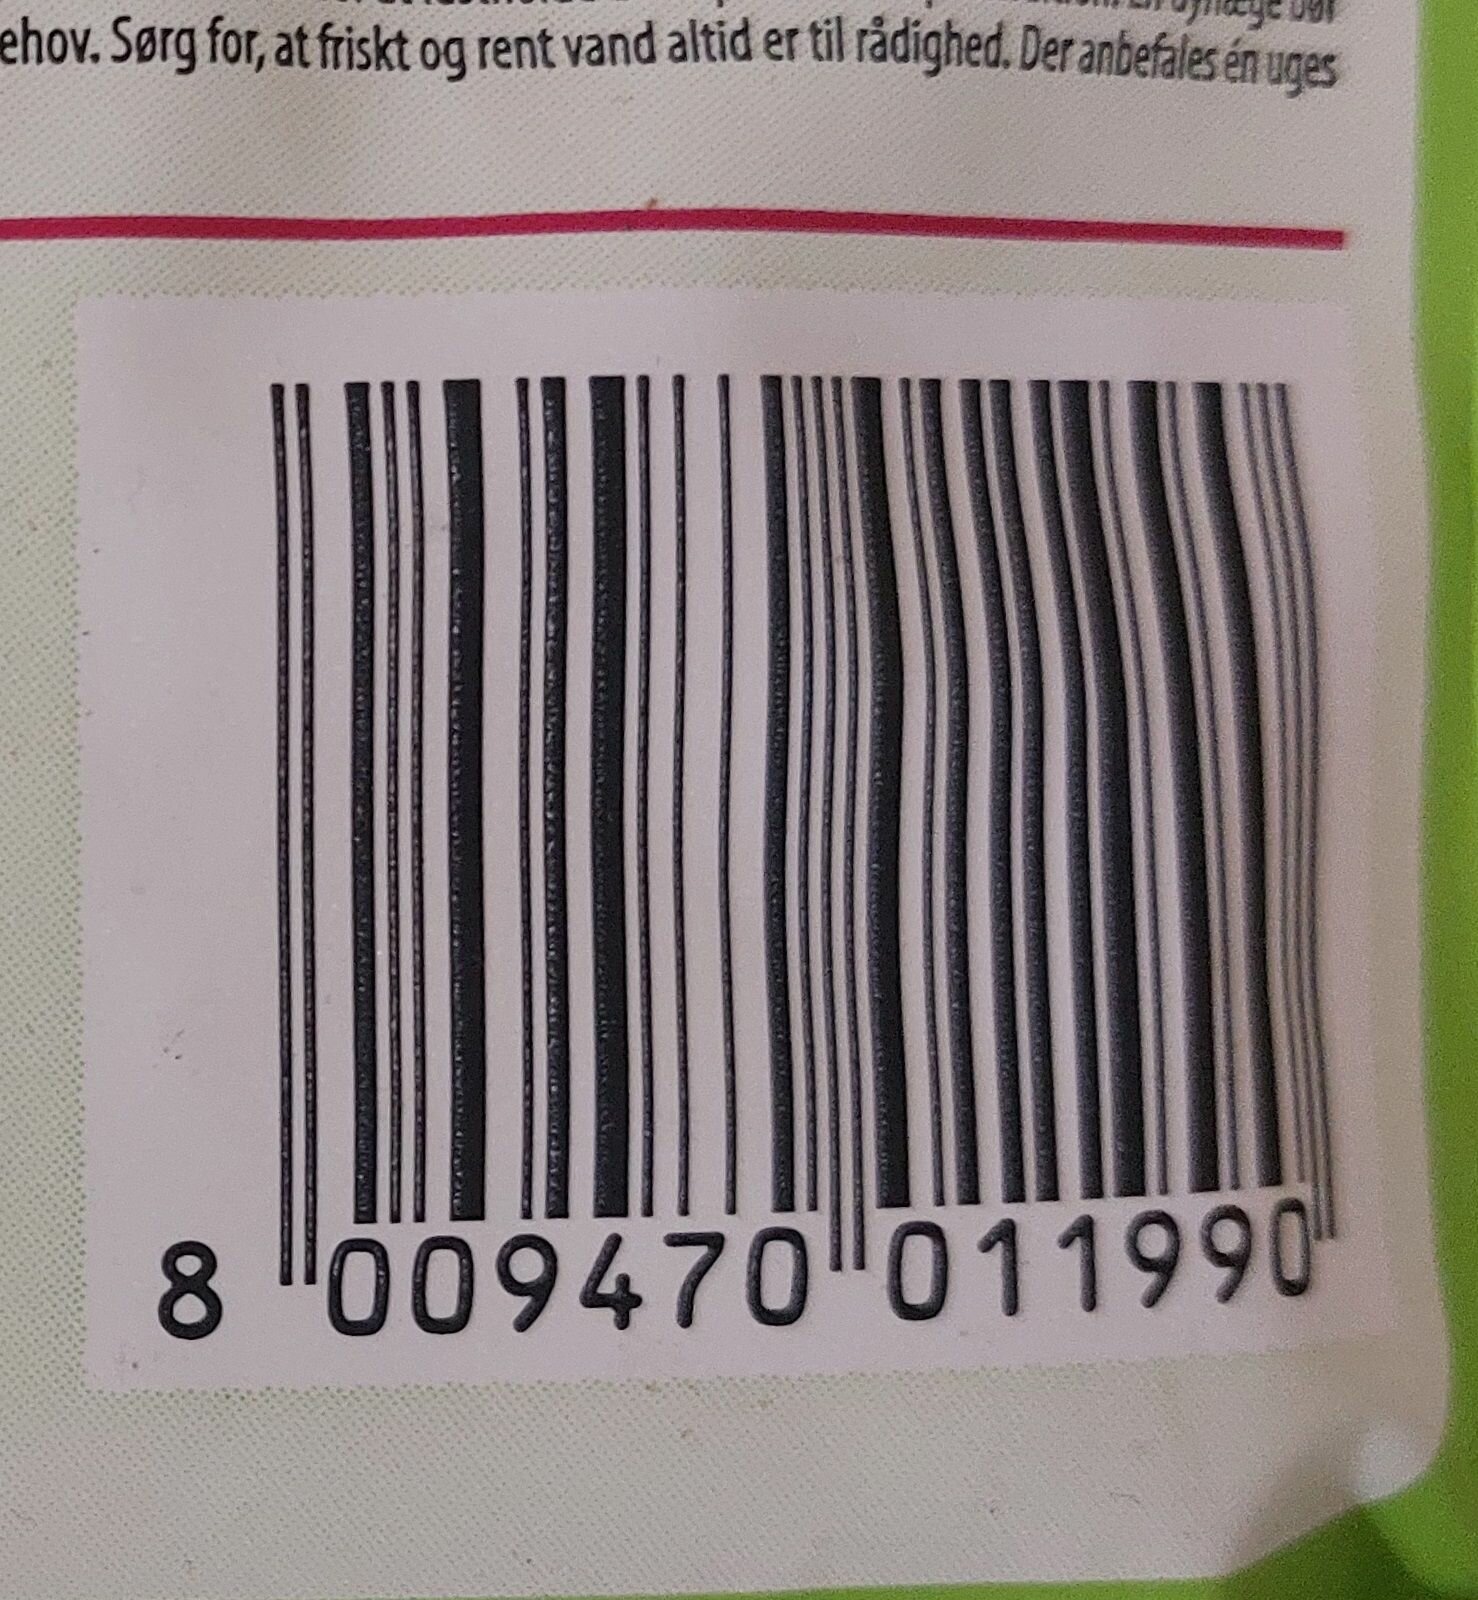 ehov. Sørg for, at friskt og rent vand altid er til rådighed. Der anbefales én uges
8 009470 011990